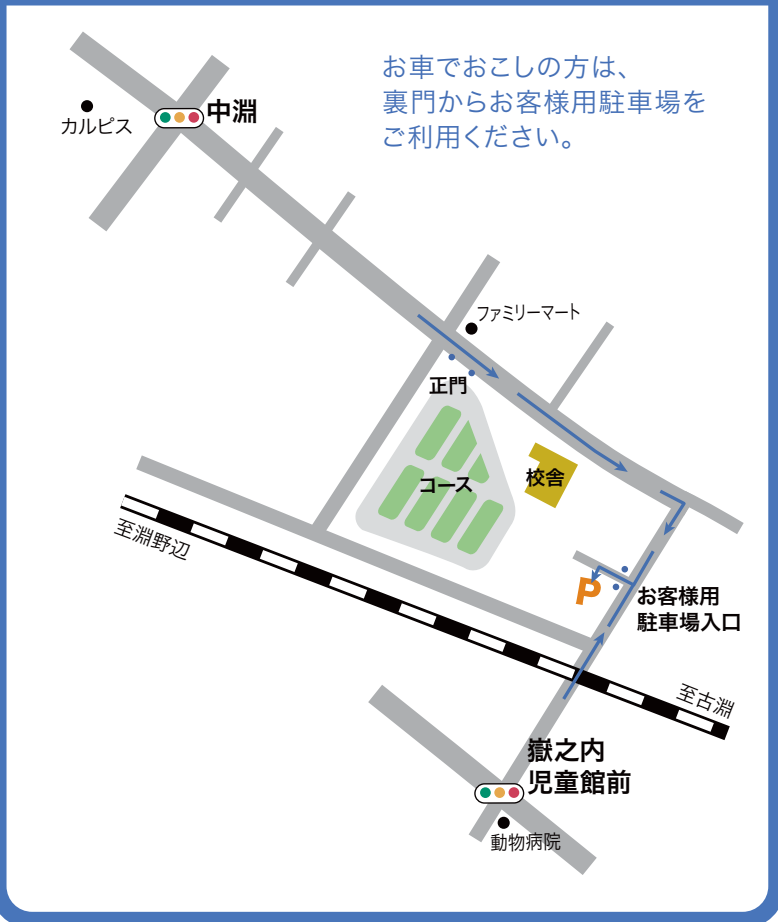 お車でおこしの方は、
裏門からお客様用駐車場を
ご利用ください。
中淵
カルピス
ファミリーマート
正門
コース
校舎
至淵野辺
P
お客様用
駐車場入口
至古淵
嶽之内
児童館前
動物病院